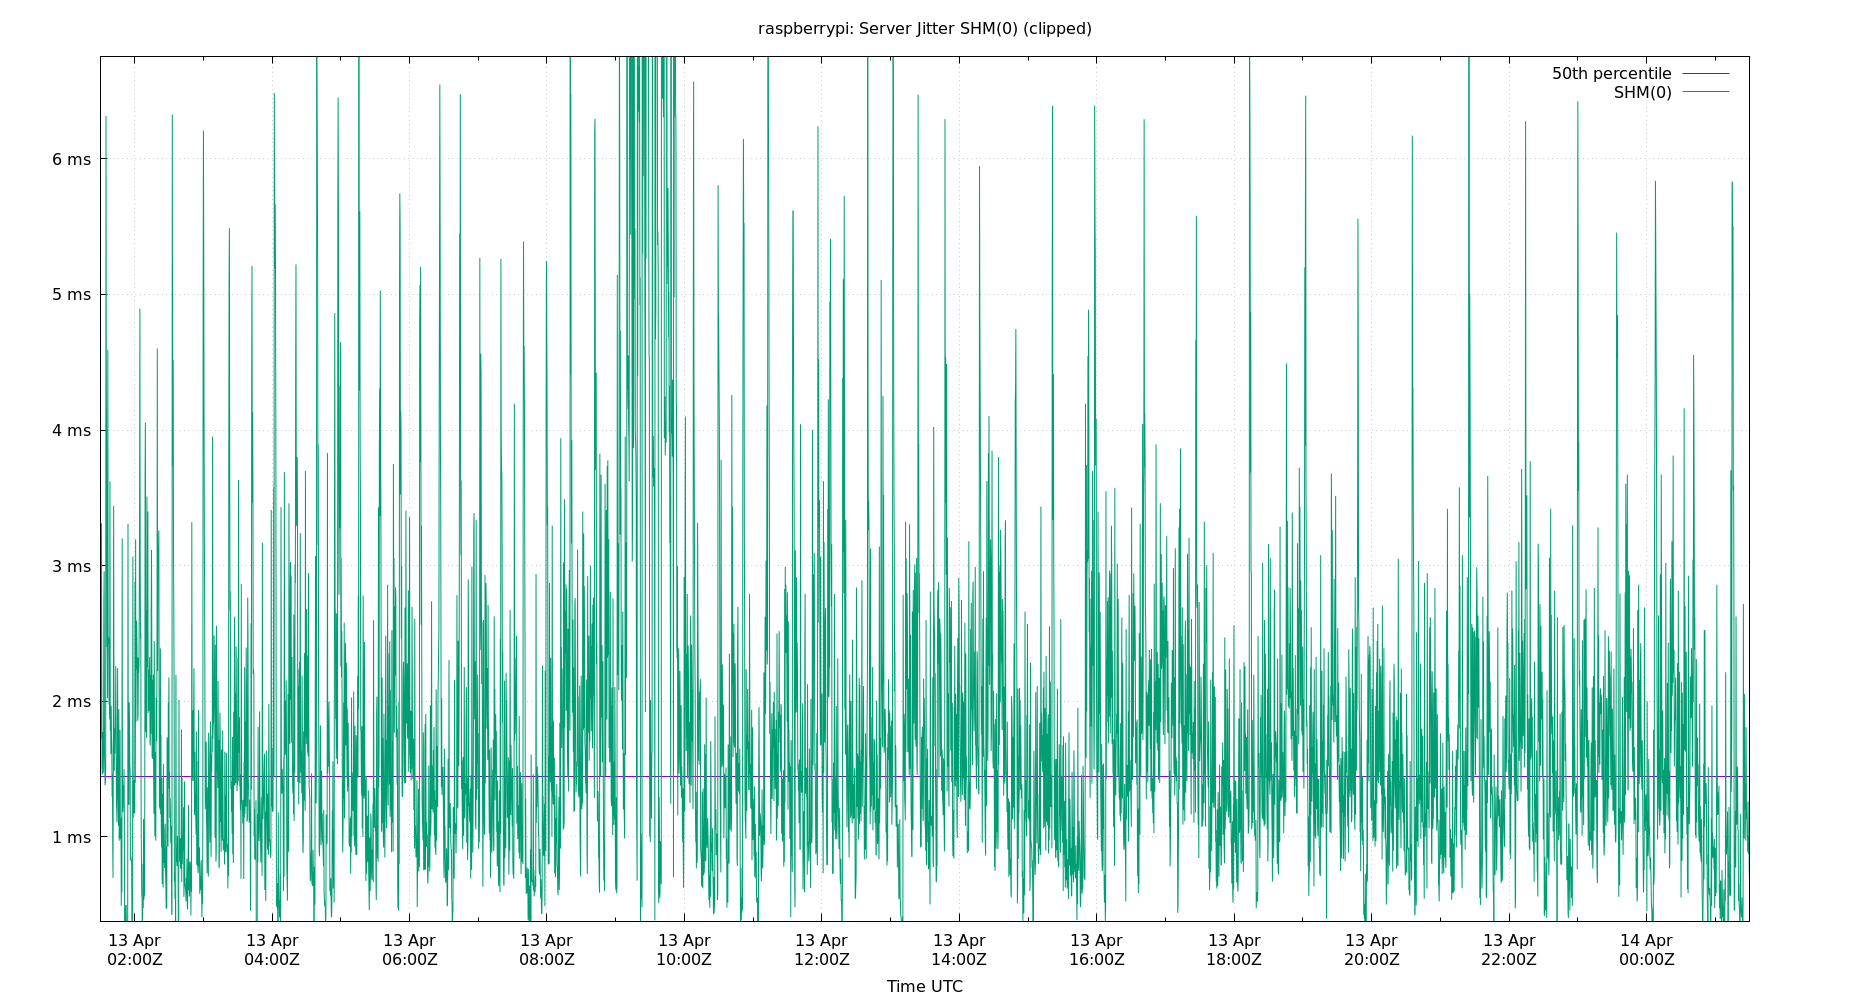 raspberrypi: Server Jitter SHM(0) (clipped)
50th percentile
SHM(0)
6 ms
5 ms
4 ms
3 ms
2 ms
1 ms
13 Apr 13 Apr 13 Apr 13 Apr 13 Apr 13 Apr 13 Apr 13 Apr 13 Apr 13 Apr 13 Apr 14 Apr
02:00Z 04:00Z 06:00Z 08:00Z 10:00Z 12:00Z 14:00Z 16:00Z 18:00Z 20:00Z 22:00Z 00:00Z
Time UTC